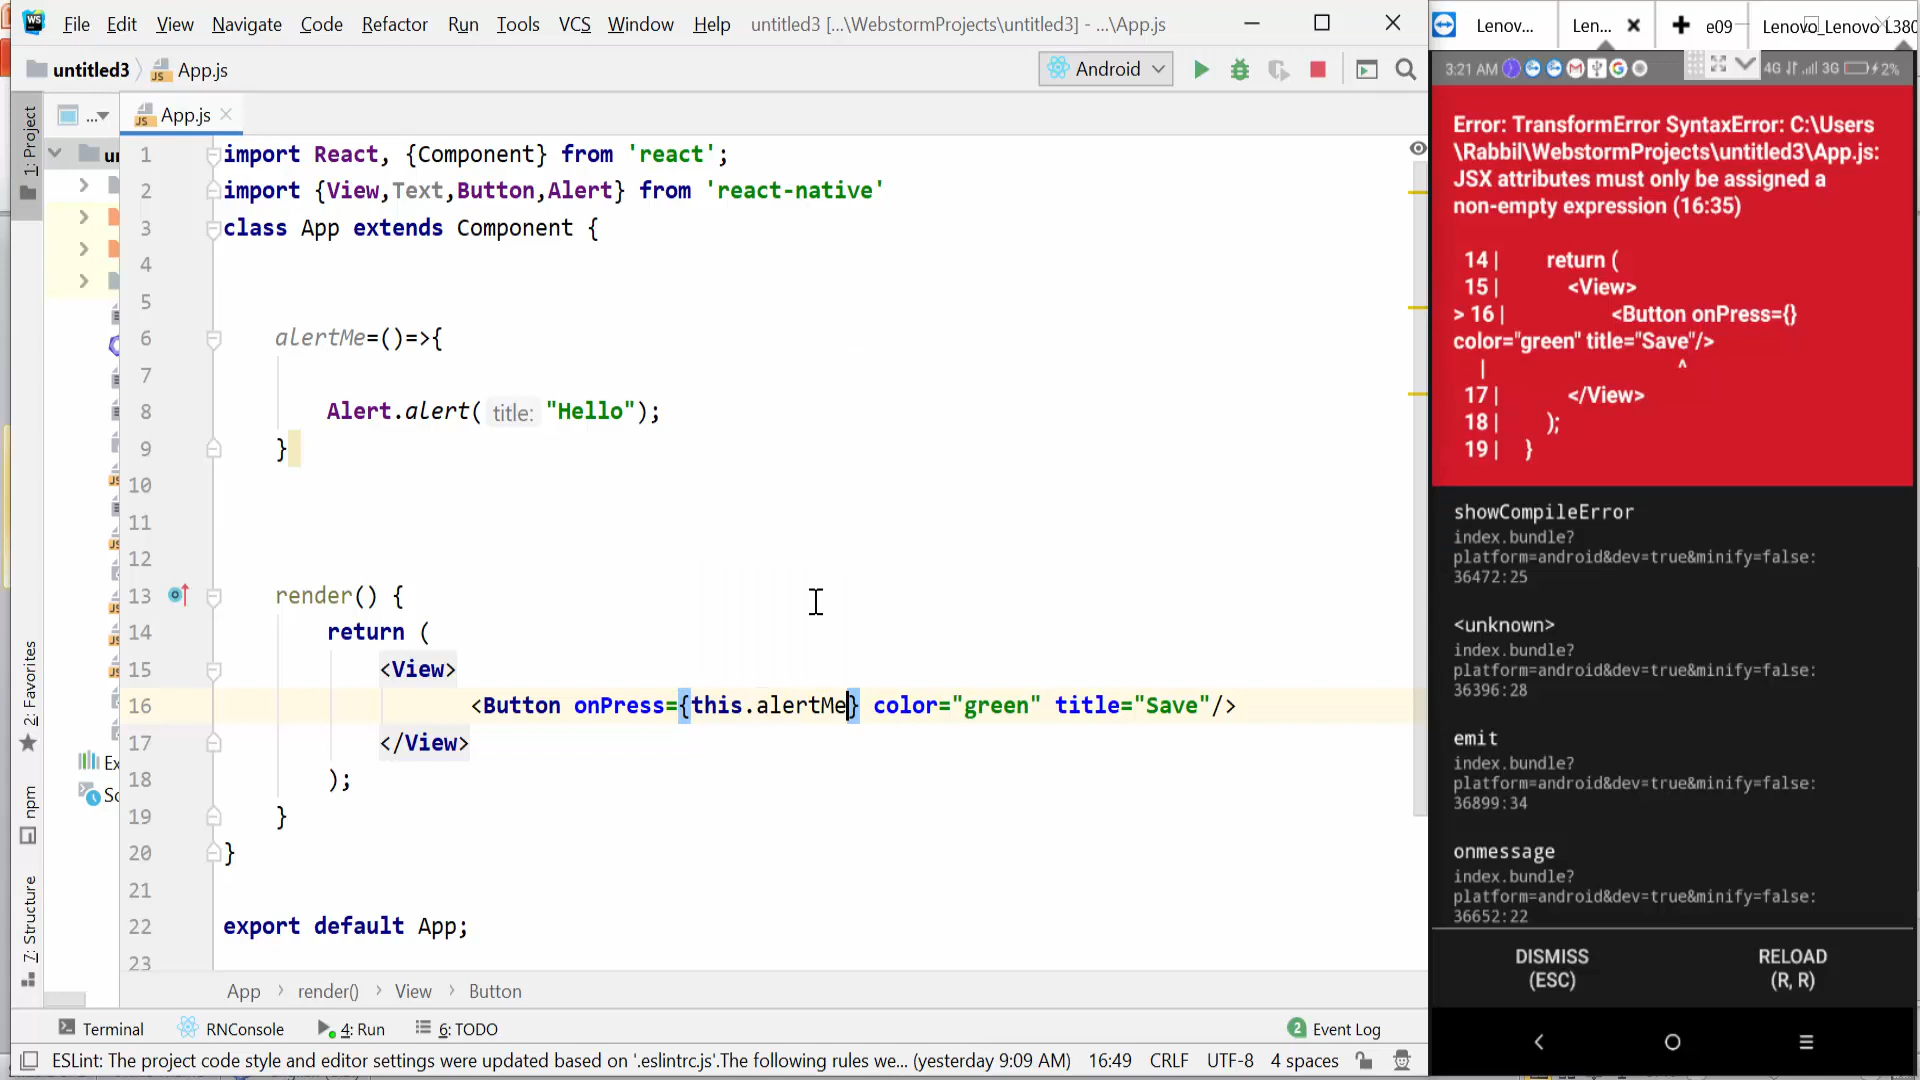 File Edit View Navigate Code Refactor Run Tools VCS Window Help untitled3 [...\WebstormProjects\untitled3] - ...\App.js
untitled3 App.js
Android
1: Project
2: Favorites
npm
7: Structure
...
App.js
1 import React, {Component} from 'react';
2 import {View,Text,Button,Alert} from 'react-native'
3 class App extends Component {
4
5
6 alertMe=()=>{
7
8 Alert.alert( title: "Hello");
9 }
10
11
12
13 render() {
14 return (
15 <View>
16 <Button onPress={this.alertMe} color="green" title="Save"/>
17 </View>
18 );
19 }
20 }
21
22 export default App;
23
App render() View Button
Terminal RNConsole 4: Run 6: TODO 2 Event Log
ESLint: The project code style and editor settings were updated based on '.eslintrc.js'.The following rules we... (yesterday 9:09 AM) 16:49 CRLF UTF-8 4 spaces
Lenov... Len... e09 Lenovo_Lenovo L380
3:21 AM 4G 3G 2%
Error: TransformError SyntaxError: C:\Users
\Rabbil\WebstormProjects\untitled3\App.js:
JSX attributes must only be assigned a
non-empty expression (16:35)
14 | return (
15 | <View>
> 16 | <Button onPress={}
color="green" title="Save"/>
| ^
17 | </View>
18 | );
19 | }
showCompileError
index.bundle?
platform=android&dev=true&minify=false:
36472:25
<unknown>
index.bundle?
platform=android&dev=true&minify=false:
36396:28
emit
index.bundle?
platform=android&dev=true&minify=false:
36899:34
onmessage
index.bundle?
platform=android&dev=true&minify=false:
36652:22
DISMISS
(ESC)
RELOAD
(R, R)